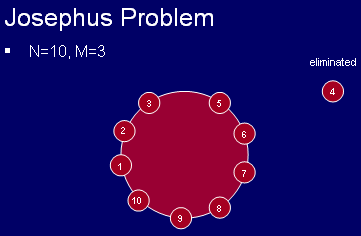 Josephus Problem
▪ N=10, M=3
eliminated
4
3 5
2 6
1 7
10 8
9